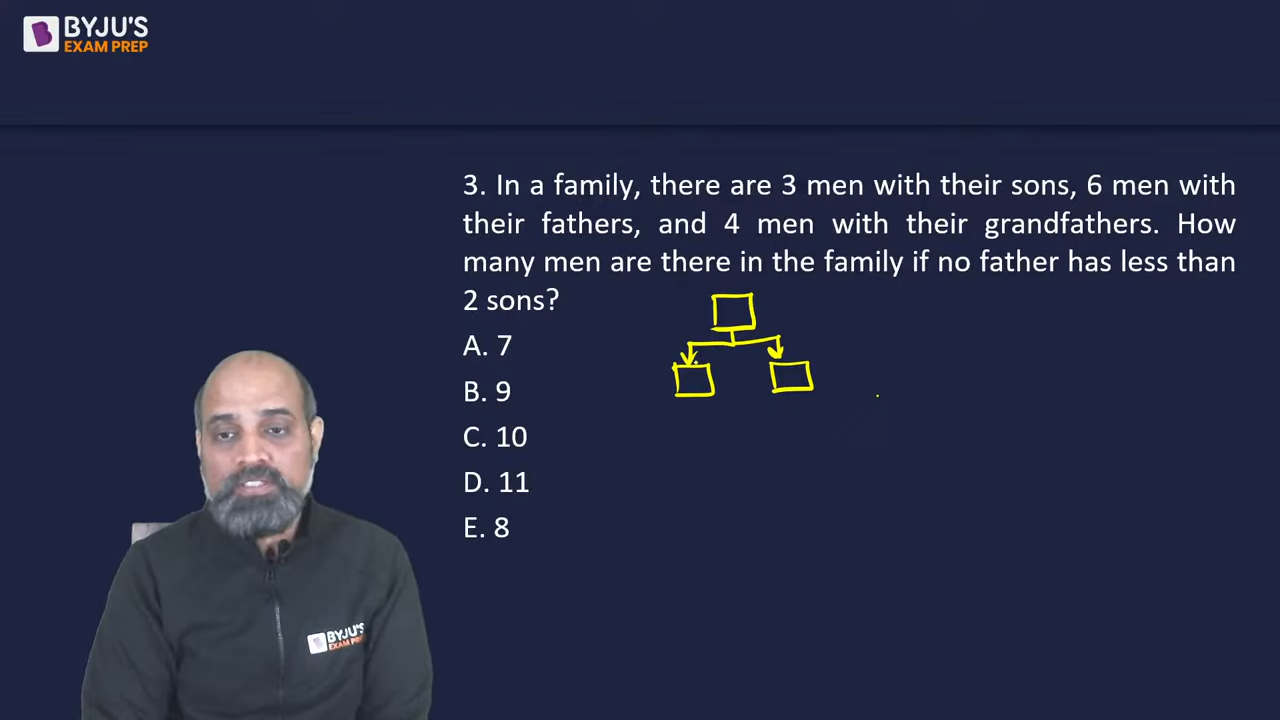 BYJU'S
EXAM PREP
3. In a family, there are 3 men with their sons, 6 men with
their fathers, and 4 men with their grandfathers. How
many men are there in the family if no father has less than
2 sons?
A. 7
B. 9
C. 10
D. 11
E. 8
BYJU'S
EXAM PREP